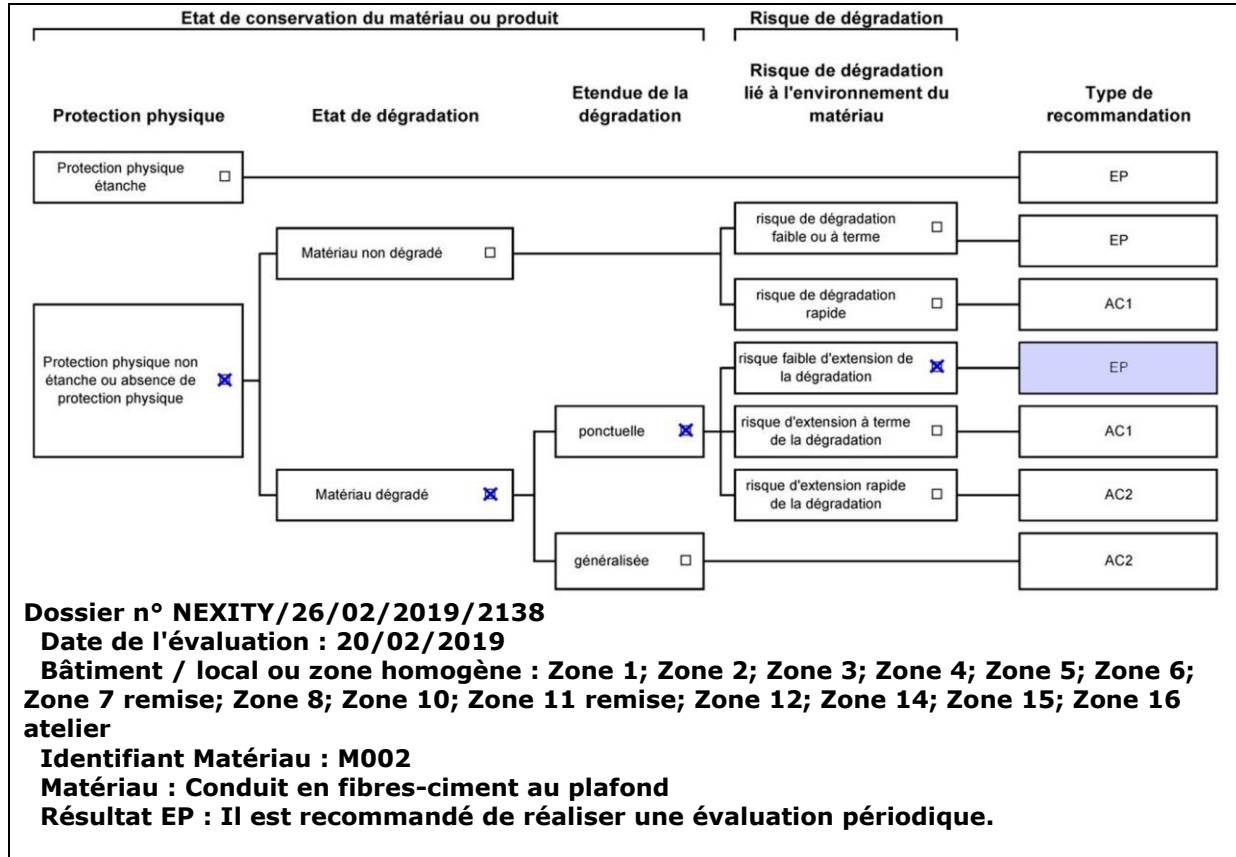 Etat de conservation du matériau ou produit
Risque de dégradation
Protection physique
Etat de dégradation
Etendue de la
dégradation
Risque de dégradation
lié à l'environnement du
matériau
Type de
recommandation
Protection physique
étanche
EP
Matériau non dégradé
risque de dégradation
faible ou à terme
EP
risque de dégradation
rapide
AC1
Protection physique non
étanche ou absence de
protection physique
risque faible d'extension de
la dégradation
EP
ponctuelle
risque d'extension à terme
de la dégradation
AC1
Matériau dégradé
risque d'extension rapide
de la dégradation
AC2
généralisée
AC2
Dossier n° NEXITY/26/02/2019/2138
Date de l'évaluation : 20/02/2019
Bâtiment / local ou zone homogène : Zone 1; Zone 2; Zone 3; Zone 4; Zone 5; Zone 6;
Zone 7 remise; Zone 8; Zone 10; Zone 11 remise; Zone 12; Zone 14; Zone 15; Zone 16
atelier
Identifiant Matériau : M002
Matériau : Conduit en fibres-ciment au plafond
Résultat EP : Il est recommandé de réaliser une évaluation périodique.